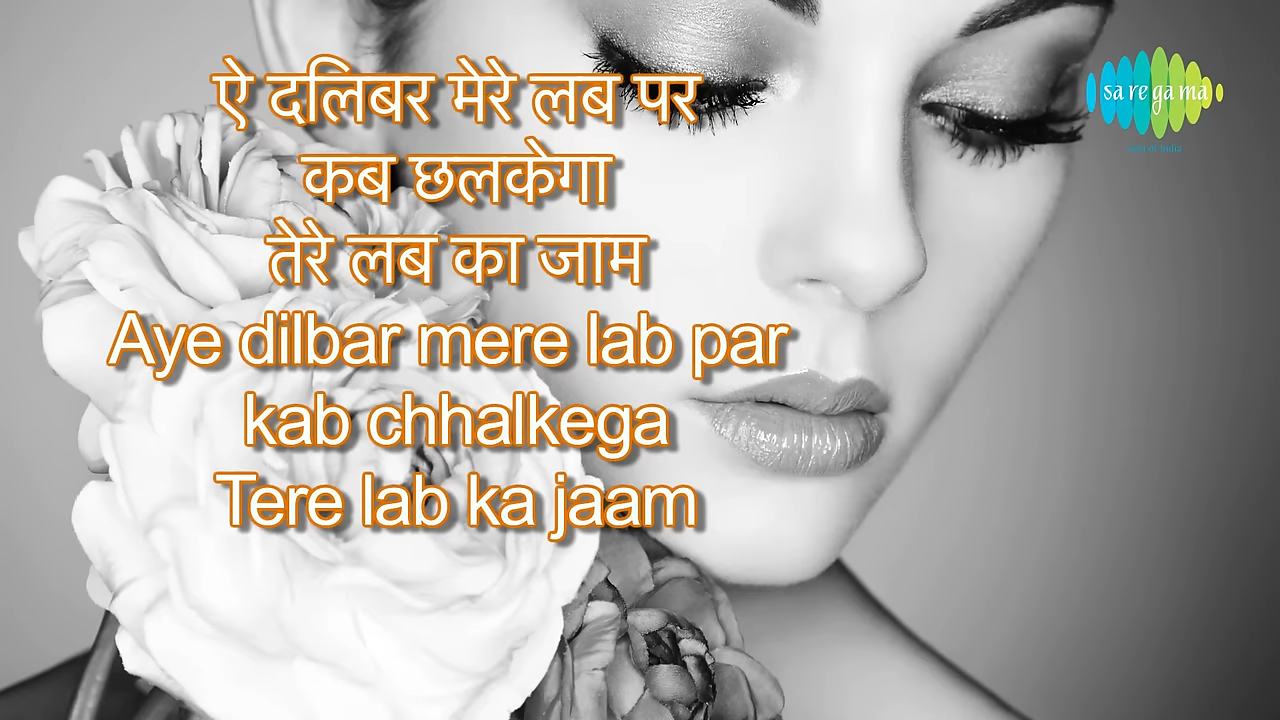 ऐ दलिबर मेरे लब पर
कब छलकेगा
तेरे लब का जाम
Aye dilbar mere lab par
kab chhalkega
Tere lab ka jaam
sa re ga ma